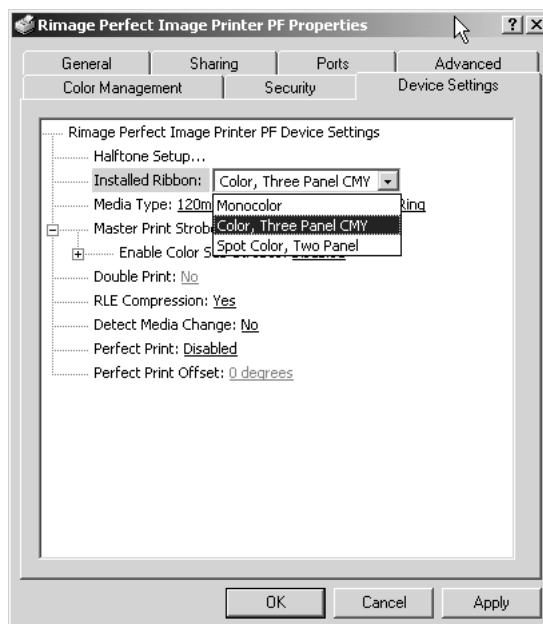 Rimage Perfect Image Printer PF Properties
General Sharing Ports Advanced
Color Management Security Device Settings
Rimage Perfect Image Printer PF Device Settings
Halftone Setup...
Installed Ribbon: Color, Three Panel CMY
Media Type: 120m Monocolor Ring
Master Print Strob Color, Three Panel CMY
Enable Color S Spot Color, Two Panel
Double Print: No
RLE Compression: Yes
Detect Media Change: No
Perfect Print: Disabled
Perfect Print Offset: 0 degrees
OK Cancel Apply